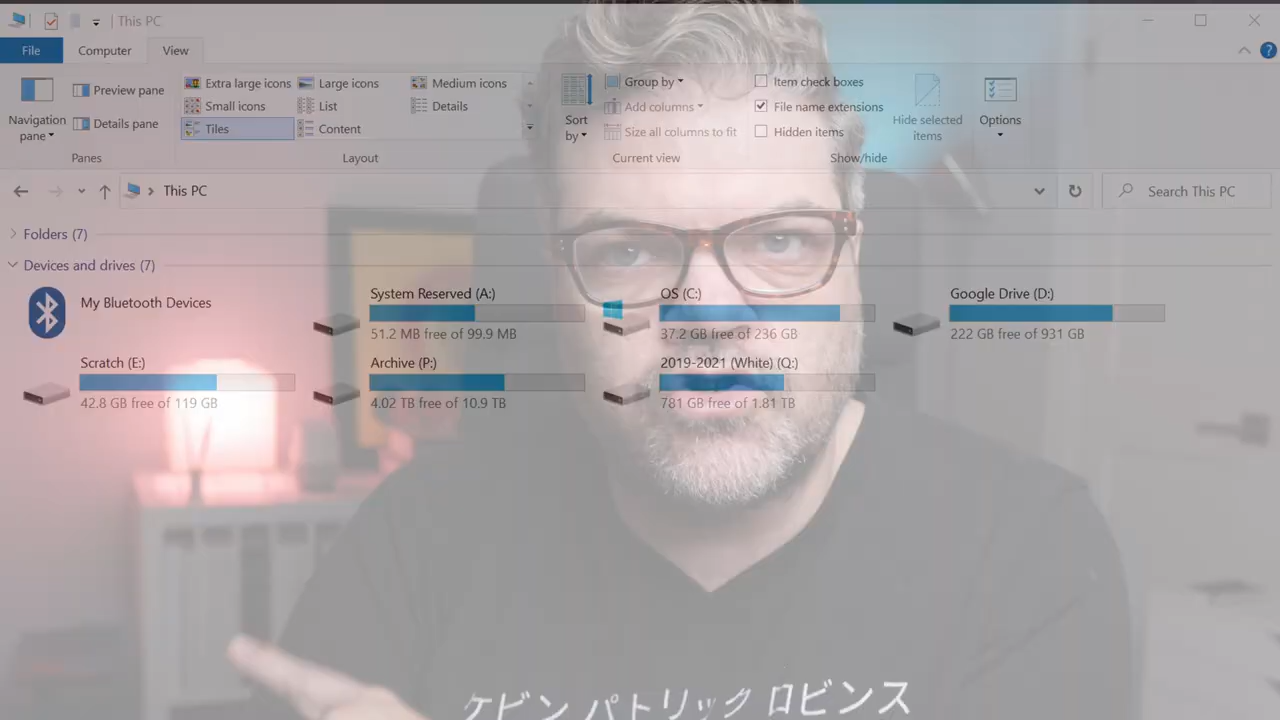 This PC
File Computer View
Navigation pane
Preview pane
Details pane
Panes
Extra large icons Large icons Medium icons
Small icons List Details
Tiles Content
Layout
Sort by
Group by
Add columns
Size all columns to fit
Current view
Item check boxes
File name extensions
Hidden items
Hide selected items
Show/hide
Options
This PC
Search This PC
Folders (7)
Devices and drives (7)
My Bluetooth Devices
System Reserved (A:)
51.2 MB free of 99.9 MB
OS (C:)
37.2 GB free of 236 GB
Google Drive (D:)
222 GB free of 931 GB
Scratch (E:)
42.8 GB free of 119 GB
Archive (P:)
4.02 TB free of 10.9 TB
2019-2021 (White) (Q:)
781 GB free of 1.81 TB
ケビン パトリック ロビンス